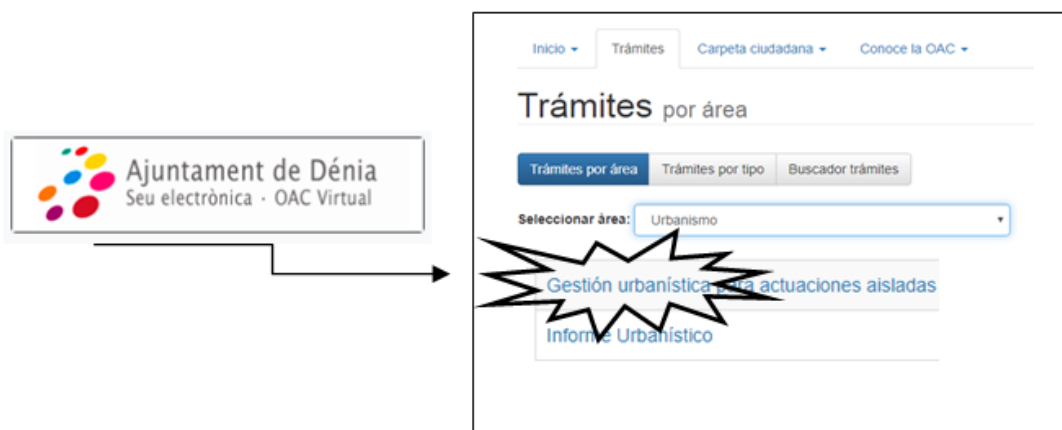 Ajuntament de Dénia
Seu electrònica · OAC Virtual
Inicio
Trámites
Carpeta ciudadana
Conoce la OAC
Trámites por área
Trámites por área
Trámites por tipo
Buscador trámites
Seleccionar área:
Urbanismo
Gestión urbanística para actuaciones aisladas
Informe Urbanístico